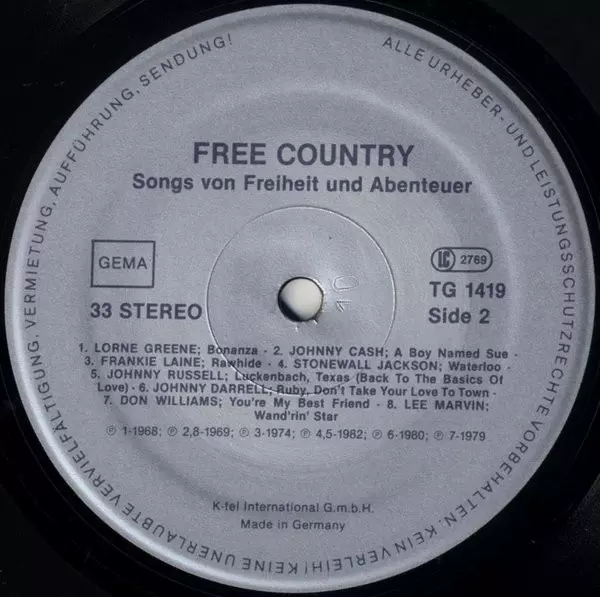 ALLE URHEBER- UND LEISTUNGSSCHUTZRECHTE VORBEHALTEN. KEIN VERLEIH! KEINE UNERLAUBTE VERVIELFÄLTIGUNG, VERMIETUNG, AUFFÜHRUNG, SENDUNG!
FREE COUNTRY
Songs von Freiheit und Abenteuer
GEMA
LC 2769
33 STEREO
TG 1419
Side 2
10
1. LORNE GREENE; Bonanza · 2. JOHNNY CASH; A Boy Named Sue ·
3. FRANKIE LAINE; Rawhide · 4. STONEWALL JACKSON; Waterloo ·
5. JOHNNY RUSSELL; Luckenbach, Texas (Back To The Basics Of
Love) · 6. JOHNNY DARRELL; Ruby, Don't Take Your Love To Town ·
7. DON WILLIAMS; You're My Best Friend · 8. LEE MARVIN;
Wand'rin' Star
℗ 1-1968; ℗ 2,8-1969; ℗ 3-1974; ℗ 4,5-1982; ℗ 6-1980; ℗ 7-1979
K-tel International G.m.b.H.
Made in Germany